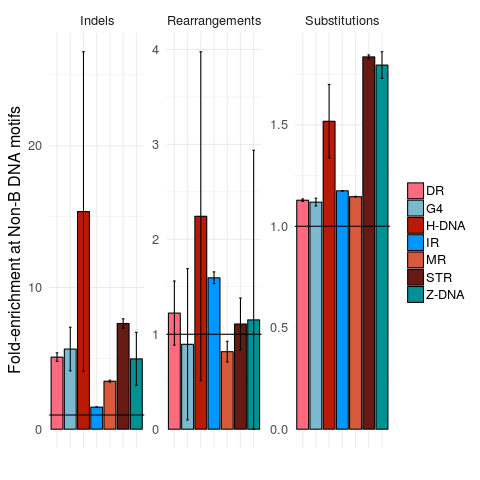 Indels
Rearrangements
Substitutions
Fold-enrichment at Non-B DNA motifs
20
10
0
4
3
2
1
0
1.5
1.0
0.5
0.0
DR
G4
H-DNA
IR
MR
STR
Z-DNA